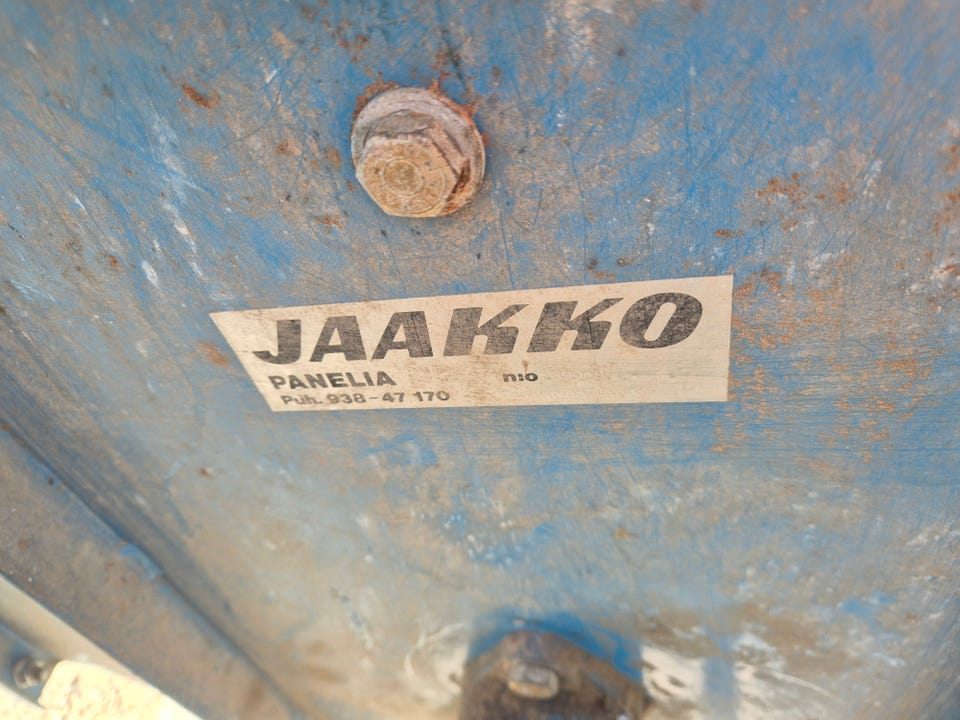 JAAKKO
PANELIA n:o
Puh. 938-47 170